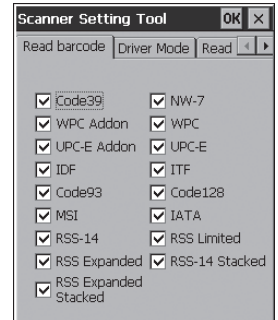 Scanner Setting Tool OK ×
Read barcode Driver Mode Read
Code39 NW-7
WPC Addon WPC
UPC-E Addon UPC-E
IDF ITF
Code93 Code128
MSI IATA
RSS-14 RSS Limited
RSS Expanded RSS-14 Stacked
RSS Expanded
Stacked